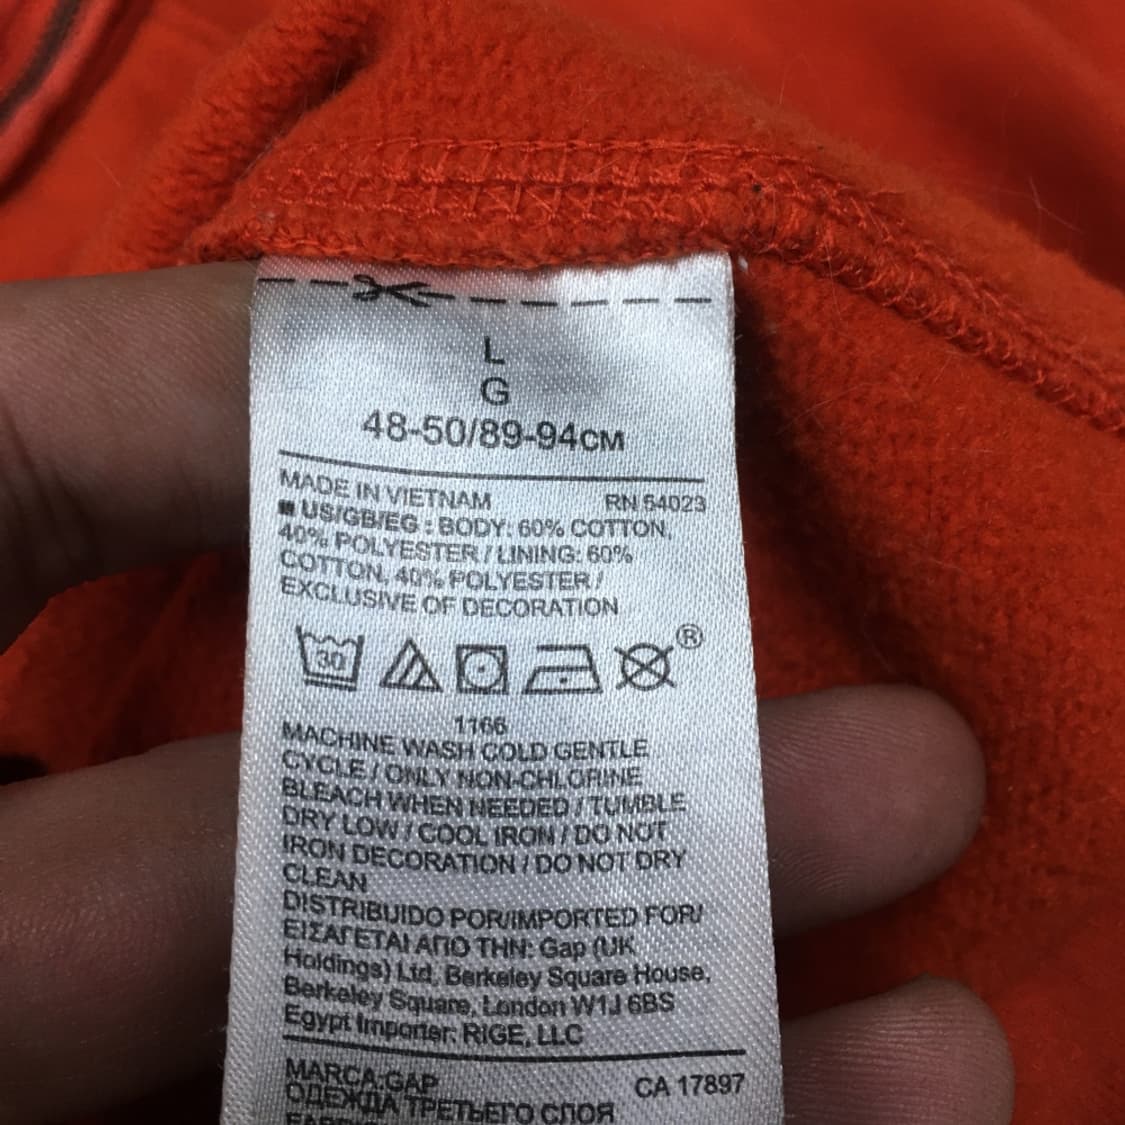 L
G
48-50/89-94CM
MADE IN VIETNAM RN 54023
■ US/GB/EG : BODY: 60% COTTON,
40% POLYESTER / LINING: 60%
COTTON, 40% POLYESTER /
EXCLUSIVE OF DECORATION
30 ®
1166
MACHINE WASH COLD GENTLE
CYCLE / ONLY NON-CHLORINE
BLEACH WHEN NEEDED / TUMBLE
DRY LOW / COOL IRON / DO NOT
IRON DECORATION / DO NOT DRY
CLEAN
DISTRIBUIDO POR/IMPORTED FOR/
ΕΙΣΑΓΕΤΑΙ ΑΠΟ ΤΗΝ: Gap (UK
Holdings) Ltd, Berkeley Square House,
Berkeley Square, London W1J 6BS
Egypt Importer: RIGE, LLC
MARCA:GAP CA 17897
ОДЕЖДА ТРЕТЬЕГО СЛОЯ